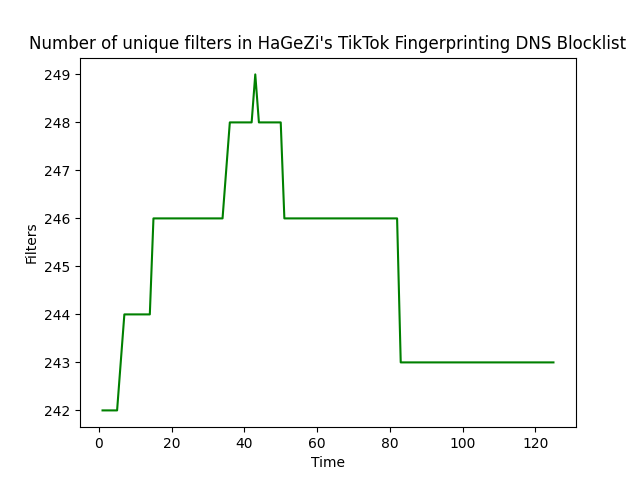 Number of unique filters in HaGeZi's TikTok Fingerprinting DNS Blocklist
249
248
247
246
245
244
243
242
Filters
0 20 40 60 80 100 120
Time